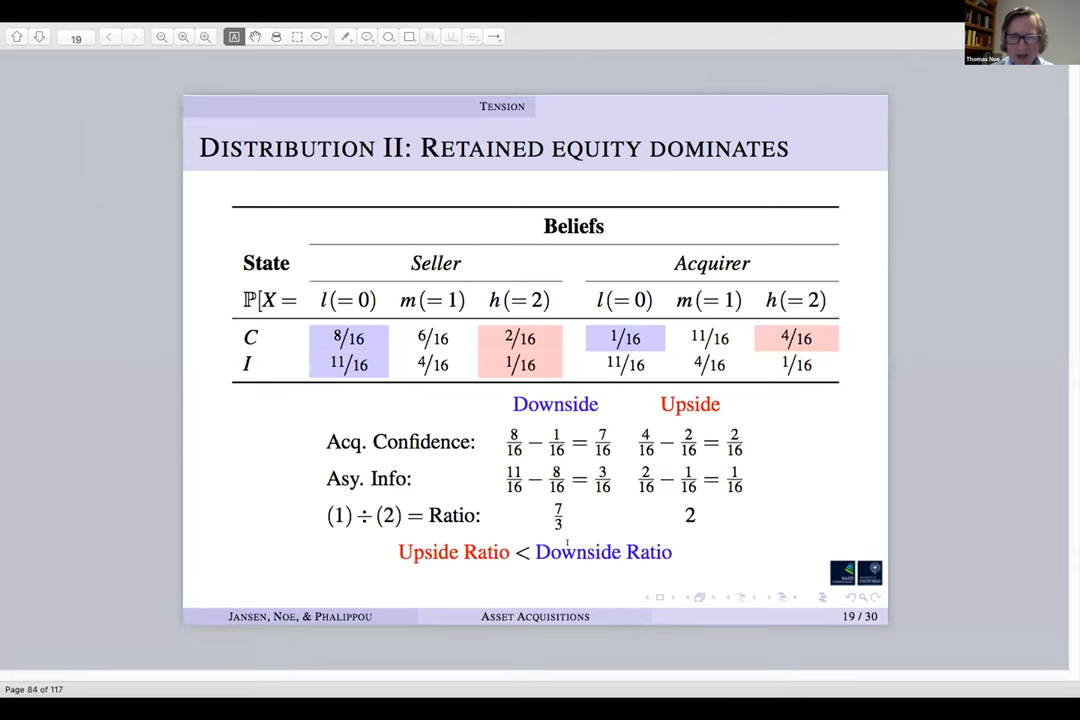 19
Thomas Noe
TENSION
DISTRIBUTION II: RETAINED EQUITY DOMINATES
Beliefs
State Seller Acquirer
ℙ[X = l(= 0) m(= 1) h(= 2) l(= 0) m(= 1) h(= 2)
C 8/16 6/16 2/16 1/16 11/16 4/16
I 11/16 4/16 1/16 11/16 4/16 1/16
Downside Upside
Acq. Confidence: 8/16 − 1/16 = 7/16 4/16 − 2/16 = 2/16
Asy. Info: 11/16 − 8/16 = 3/16 2/16 − 1/16 = 1/16
(1) ÷ (2) = Ratio: 7/3 2
Upside Ratio < Downside Ratio
JANSEN, NOE, & PHALIPPOU ASSET ACQUISITIONS 19 / 30
Page 84 of 117